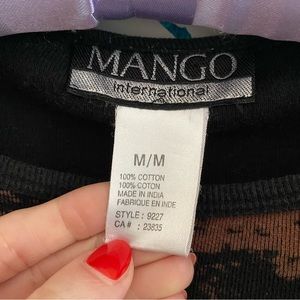 MANGO
international
M/M
100% COTTON
100% COTON
MADE IN INDIA
FABRIQUE EN INDE
STYLE : 9227
CA# : 23835